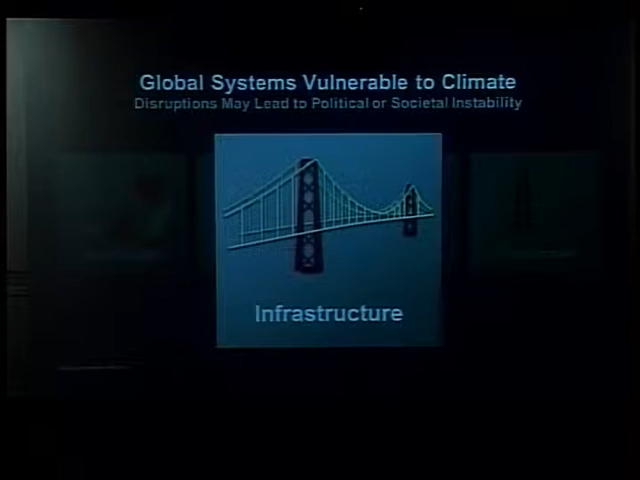 Global Systems Vulnerable to Climate
Disruptions May Lead to Political or Societal Instability
Infrastructure